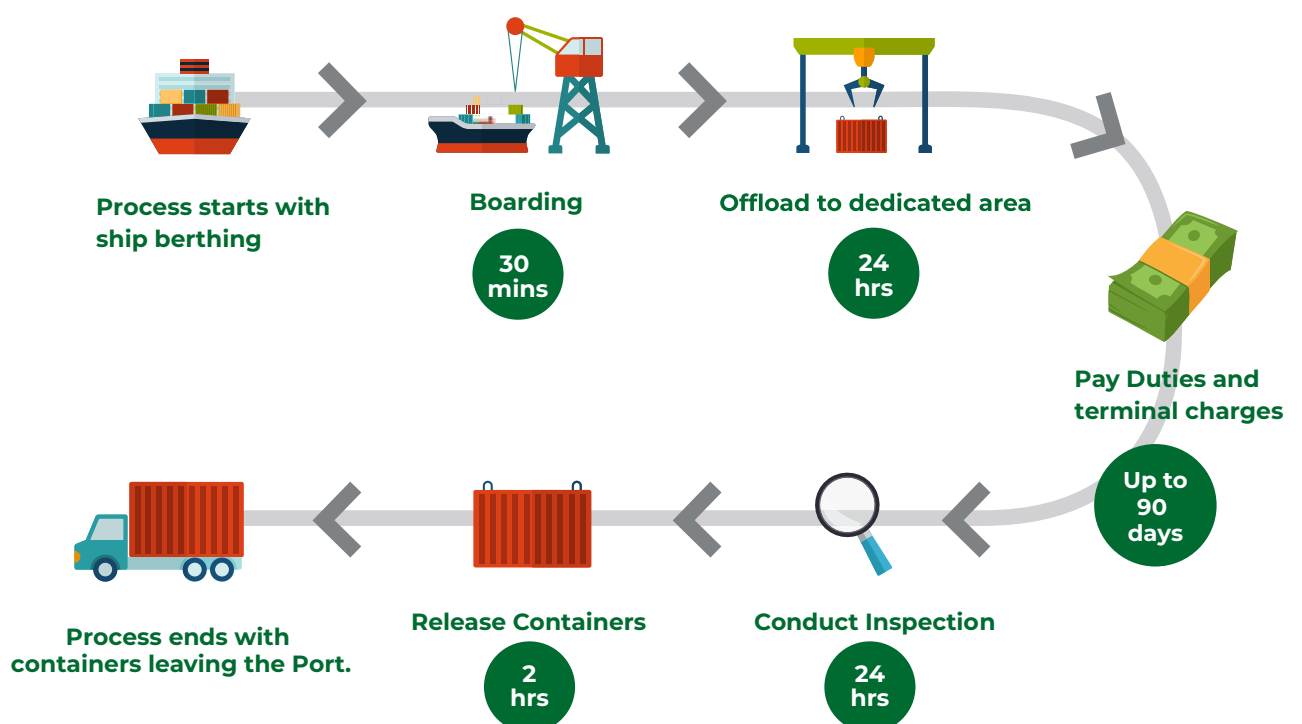 Process starts with
ship berthing
Boarding
30
mins
Offload to dedicated area
24
hrs
Pay Duties and
terminal charges
Up to
90
days
Conduct Inspection
24
hrs
Release Containers
2
hrs
Process ends with
containers leaving the Port.